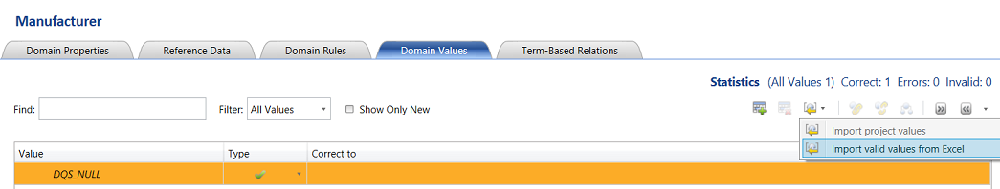 Manufacturer
Domain Properties Reference Data Domain Rules Domain Values Term-Based Relations
Statistics (All Values 1) Correct: 1 Errors: 0 Invalid: 0
Find: Filter: All Values Show Only New
Import project values
Import valid values from Excel
Value Type Correct to
DQS_NULL